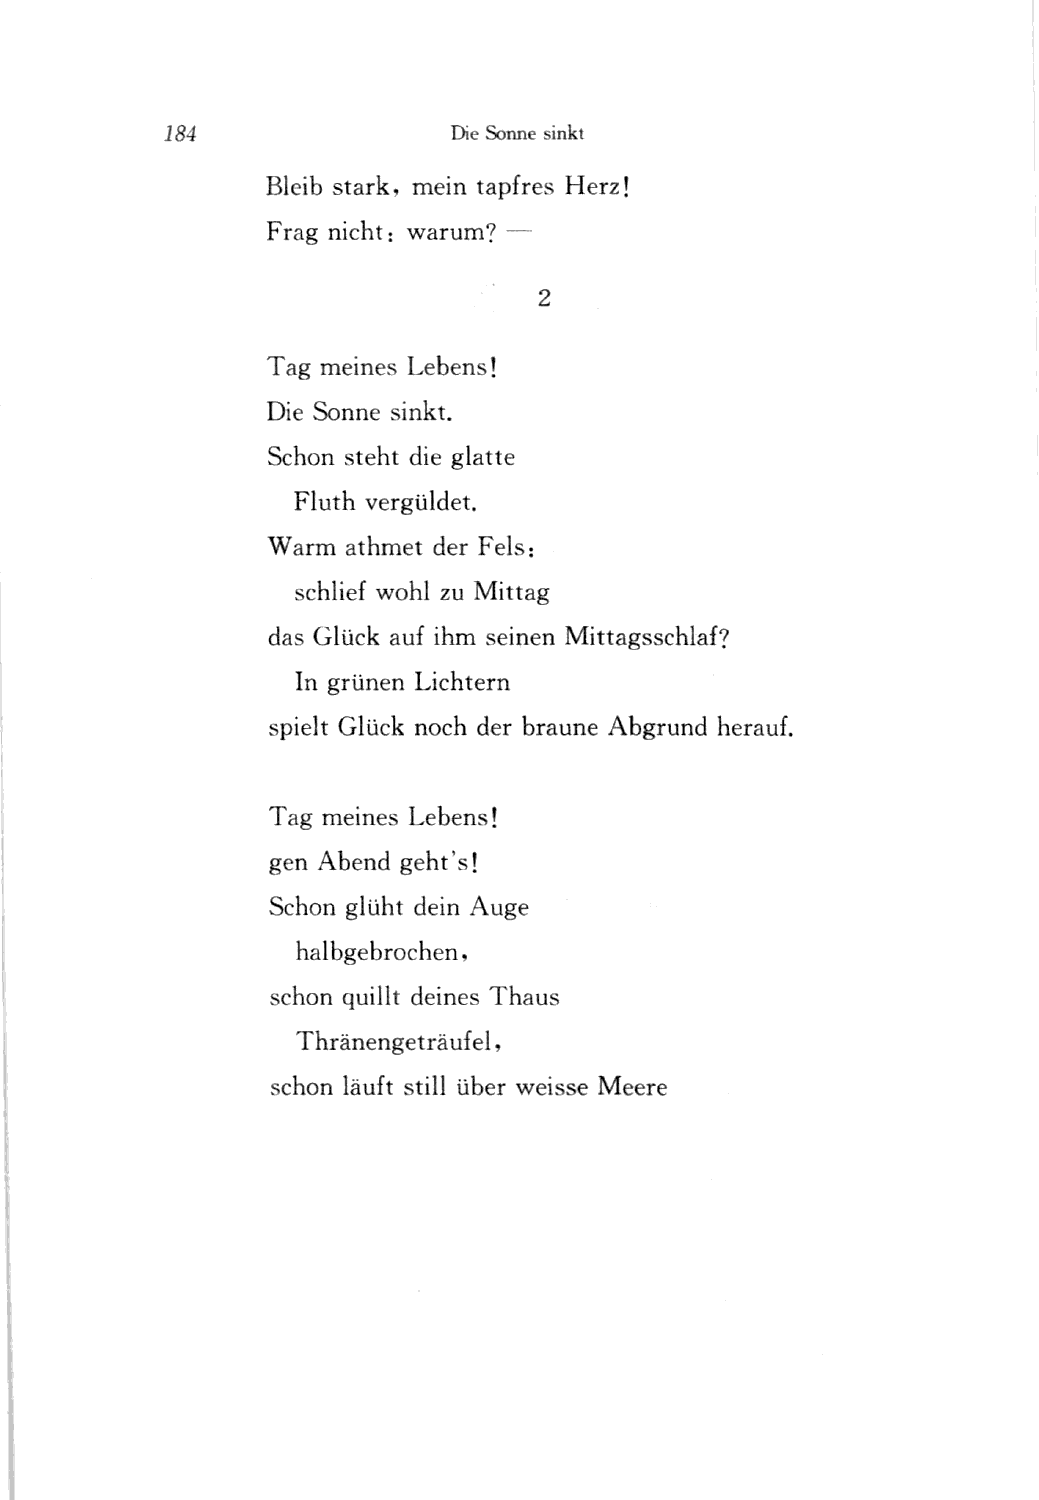 184
Die Sonne sinkt
Bleib stark, mein tapfres Herz!
Frag nicht: warum? —
2
Tag meines Lebens!
Die Sonne sinkt.
Schon steht die glatte
Fluth vergüldet.
Warm athmet der Fels:
schlief wohl zu Mittag
das Glück auf ihm seinen Mittagsschlaf?
In grünen Lichtern
spielt Glück noch der braune Abgrund herauf.
Tag meines Lebens!
gen Abend geht's!
Schon glüht dein Auge
halbgebrochen,
schon quillt deines Thaus
Thränengeträufel,
schon läuft still über weisse Meere